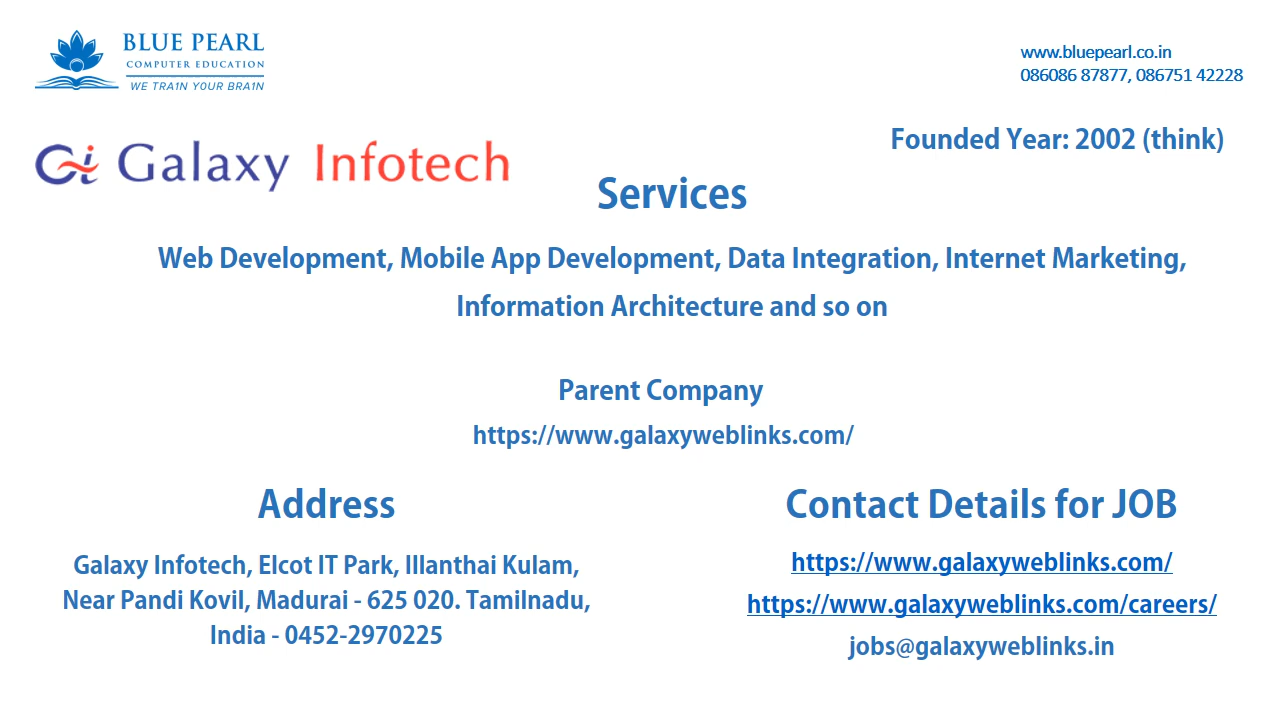 BLUE PEARL
COMPUTER EDUCATION
WE TRA1N YOUR BRA1N
www.bluepearl.co.in
086086 87877, 086751 42228
Founded Year: 2002 (think)
Gi Galaxy Infotech
Services
Web Development, Mobile App Development, Data Integration, Internet Marketing,
Information Architecture and so on
Parent Company
https://www.galaxyweblinks.com/
Address
Galaxy Infotech, Elcot IT Park, Illanthai Kulam,
Near Pandi Kovil, Madurai - 625 020. Tamilnadu,
India - 0452-2970225
Contact Details for JOB
https://www.galaxyweblinks.com/
https://www.galaxyweblinks.com/careers/
jobs@galaxyweblinks.in